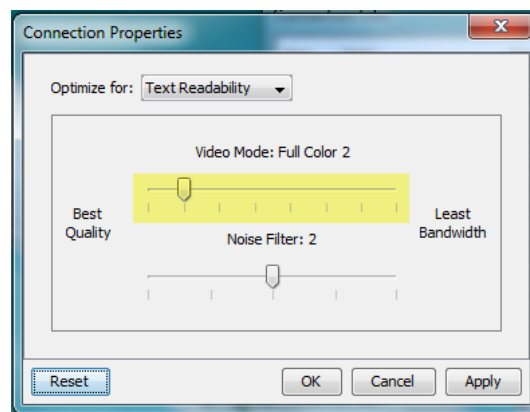 Connection Properties
Optimize for: Text Readability
Video Mode: Full Color 2
Best Quality
Least Bandwidth
Noise Filter: 2
Reset
OK
Cancel
Apply